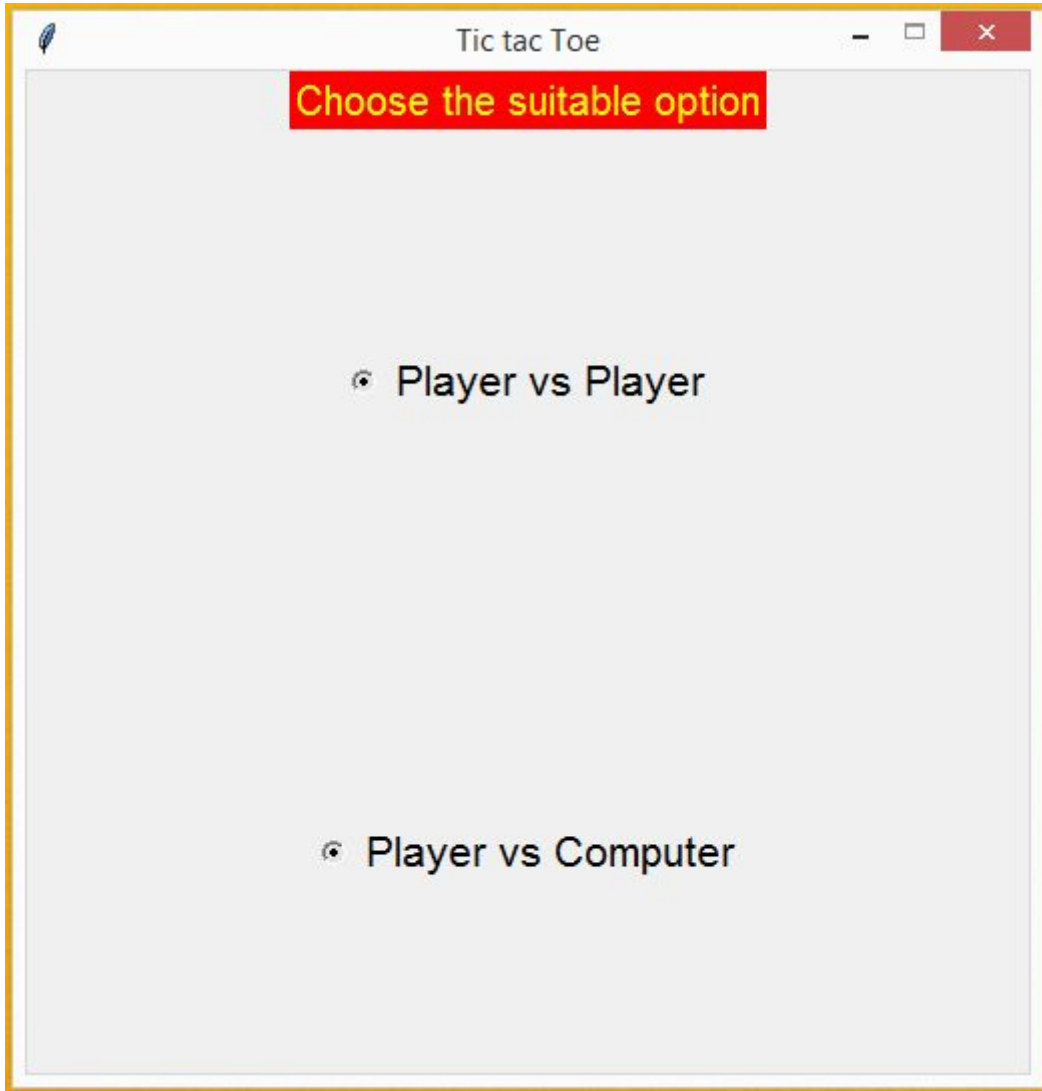 Tic tac Toe
Choose the suitable option
Player vs Player
Player vs Computer